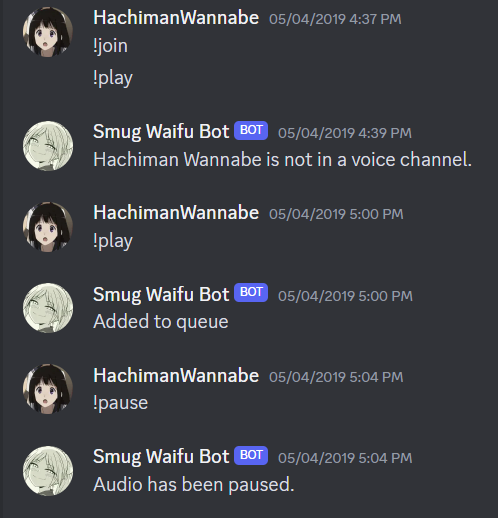 HachimanWannabe 05/04/2019 4:37 PM
!join
!play
Smug Waifu Bot BOT 05/04/2019 4:39 PM
Hachiman Wannabe is not in a voice channel.
HachimanWannabe 05/04/2019 5:00 PM
!play
Smug Waifu Bot BOT 05/04/2019 5:00 PM
Added to queue
HachimanWannabe 05/04/2019 5:04 PM
!pause
Smug Waifu Bot BOT 05/04/2019 5:04 PM
Audio has been paused.